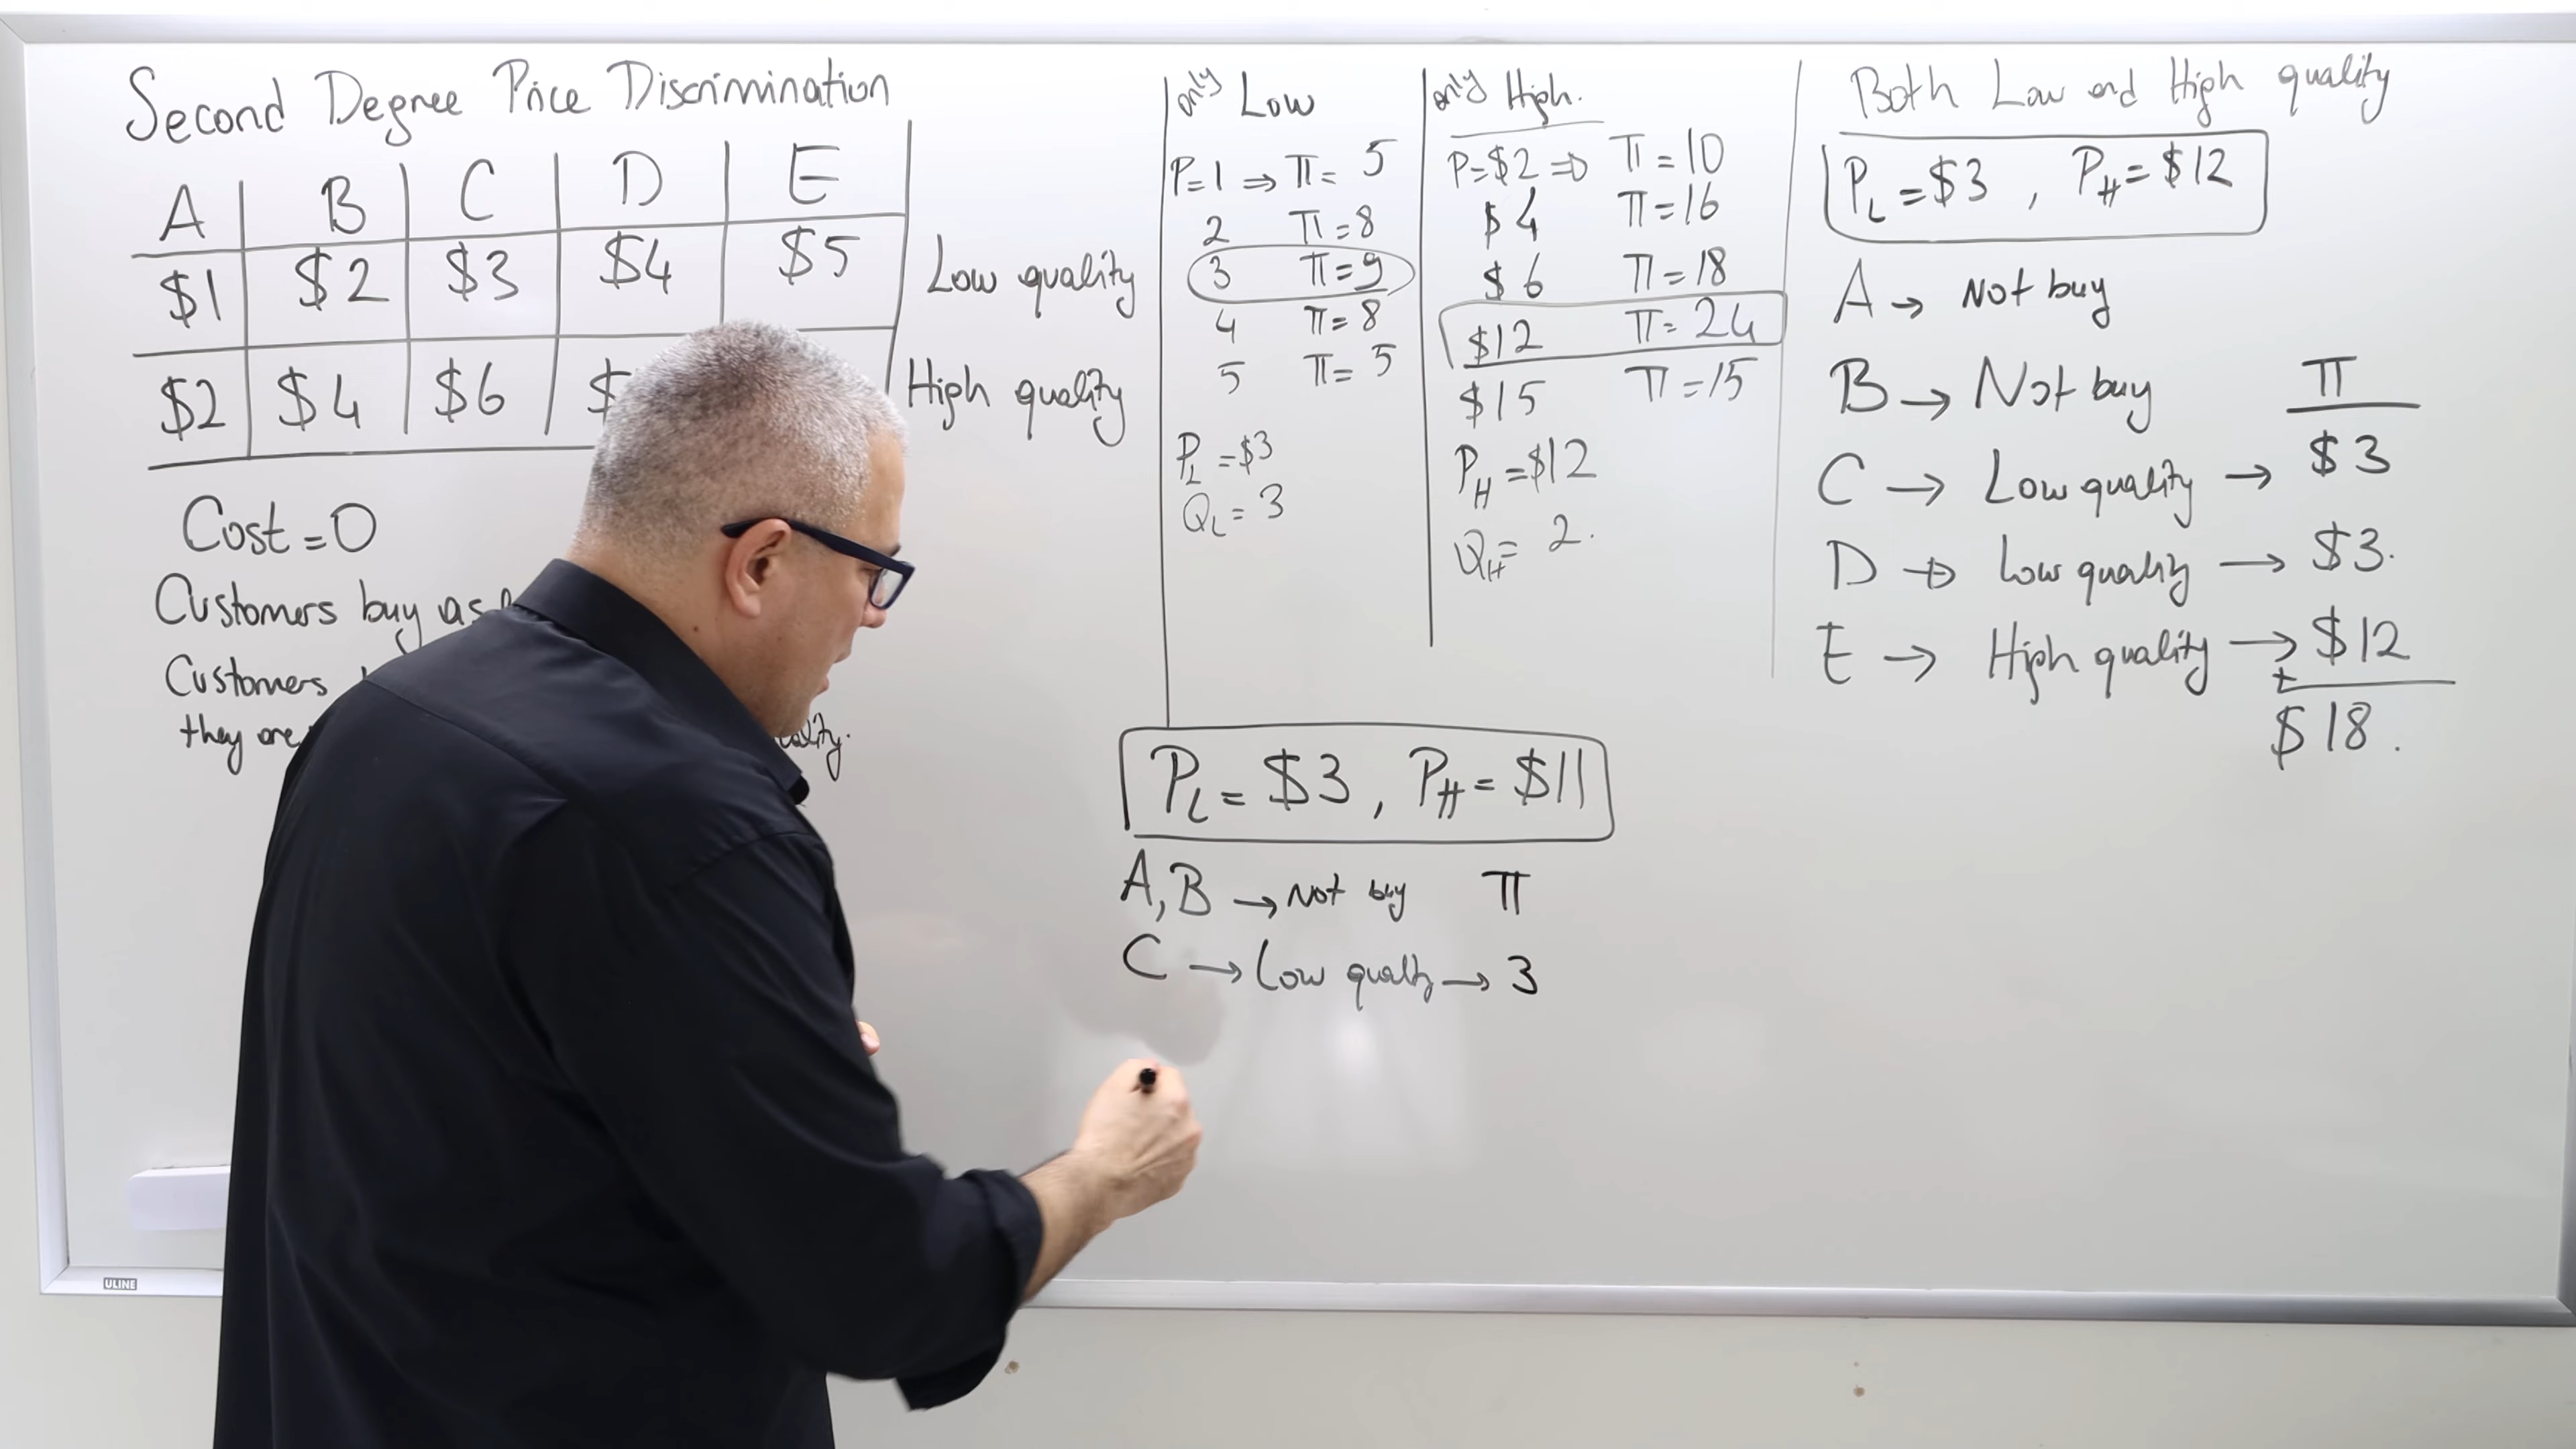 Second Degree Price Discrimination
A B C D E
$1 $2 $3 $4 $5 Low quality
$2 $4 $6 $ High quality
Cost=0
Customers buy as
Customers
they are
only Low
P=1 ⇒ π= 5
2 π=8
3 π=9
4 π=8
5 π=5
P_L=$3
Q_L=3
only High.
P=$2 ⇒ π=10
$4 π=16
$6 π=18
$12 π=24
$15 π=15
P_H=$12
Q_H= 2.
Both Low and High quality
P_L=$3 , P_H=$12
A → Not buy
B → Not buy π
C → Low quality → $3
D → Low quality → $3.
E → High quality → $12
+
$18.
P_L=$3 , P_H=$11
A,B → Not buy π
C → Low qualty → 3
ULINE